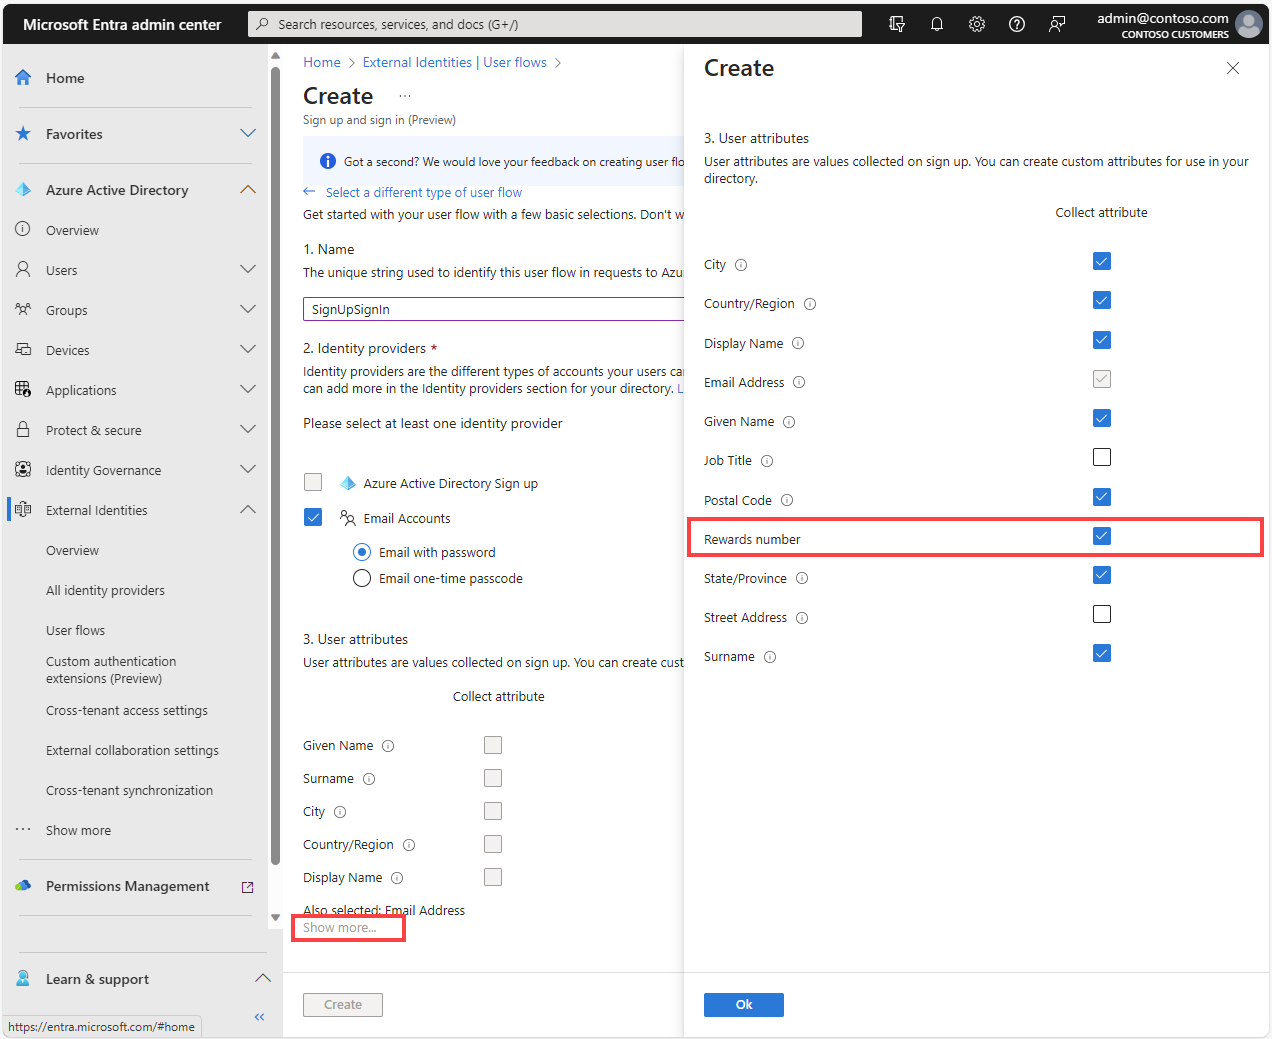 Microsoft Entra admin center
Search resources, services, and docs (G+/)
admin@contoso.com
CONTOSO CUSTOMERS
Home
Favorites
Azure Active Directory
Overview
Users
Groups
Devices
Applications
Protect & secure
Identity Governance
External Identities
Overview
All identity providers
User flows
Custom authentication
extensions (Preview)
Cross-tenant access settings
External collaboration settings
Cross-tenant synchronization
Show more
Permissions Management
Learn & support
https://entra.microsoft.com/#home
Home > External Identities | User flows >
Create ...
Sign up and sign in (Preview)
Got a second? We would love your feedback on creating user flo
Select a different type of user flow
Get started with your user flow with a few basic selections. Don't w
1. Name
The unique string used to identify this user flow in requests to Azu
SignUpSignIn
2. Identity providers *
Identity providers are the different types of accounts your users ca
can add more in the Identity providers section for your directory. L
Please select at least one identity provider
Azure Active Directory Sign up
Email Accounts
Email with password
Email one-time passcode
3. User attributes
User attributes are values collected on sign up. You can create cust
Collect attribute
Given Name
Surname
City
Country/Region
Display Name
Also selected: Email Address
Show more...
Create
Create
3. User attributes
User attributes are values collected on sign up. You can create custom attributes for use in your
directory.
Collect attribute
City
Country/Region
Display Name
Email Address
Given Name
Job Title
Postal Code
Rewards number
State/Province
Street Address
Surname
Ok